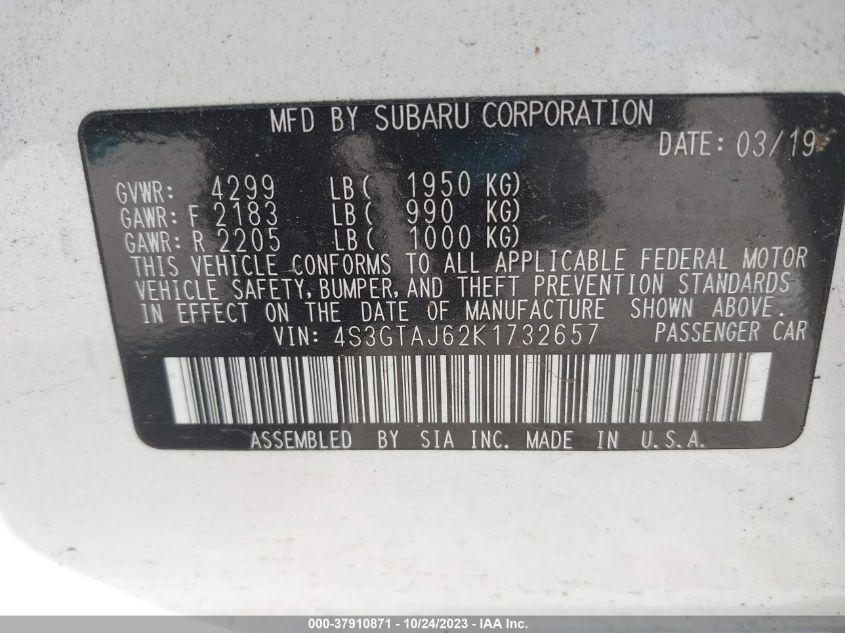 MFD BY SUBARU CORPORATION
DATE: 03/19
GVWR: 4299 LB( 1950 KG)
GAWR: F 2183 LB( 990 KG)
GAWR: R 2205 LB( 1000 KG)
THIS VEHICLE CONFORMS TO ALL APPLICABLE FEDERAL MOTOR
VEHICLE SAFETY, BUMPER, AND THEFT PREVENTION STANDARDS
IN EFFECT ON THE DATE OF MANUFACTURE SHOWN ABOVE.
VIN: 4S3GTAJ62K1732657 PASSENGER CAR
ASSEMBLED BY SIA INC. MADE IN U.S.A.
000-37910871 - 10/24/2023 - IAA Inc.